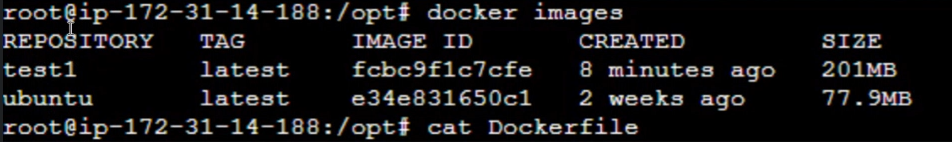 root@ip-172-31-14-188:/opt# docker images
REPOSITORY TAG IMAGE ID CREATED SIZE
test1 latest fcbc9f1c7cfe 8 minutes ago 201MB
ubuntu latest e34e831650c1 2 weeks ago 77.9MB
root@ip-172-31-14-188:/opt# cat Dockerfile